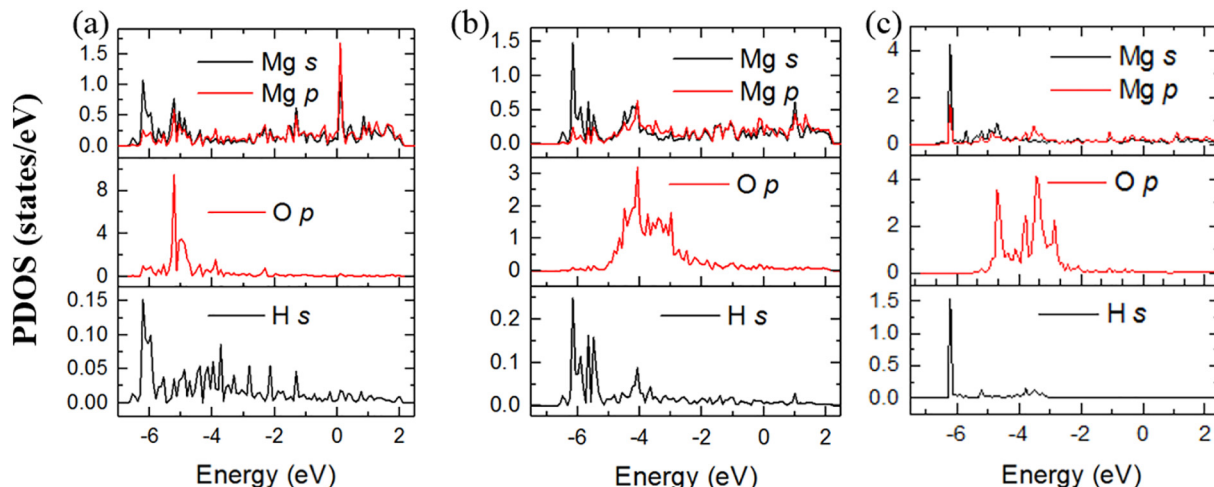 (a)
Mg s
Mg p
1.5
1.0
0.5
0.0
O p
8
4
0
H s
0.15
0.10
0.05
0.00
-6 -4 -2 0 2
Energy (eV)
PDOS (states/eV)
(b)
Mg s
Mg p
1.5
1.0
0.5
0.0
O p
3
2
1
0
H s
0.2
0.1
0.0
-6 -4 -2 0 2
Energy (eV)
(c)
Mg s
Mg p
4
2
0
O p
4
2
0
H s
1.5
1.0
0.5
0.0
-6 -4 -2 0 2
Energy (eV)